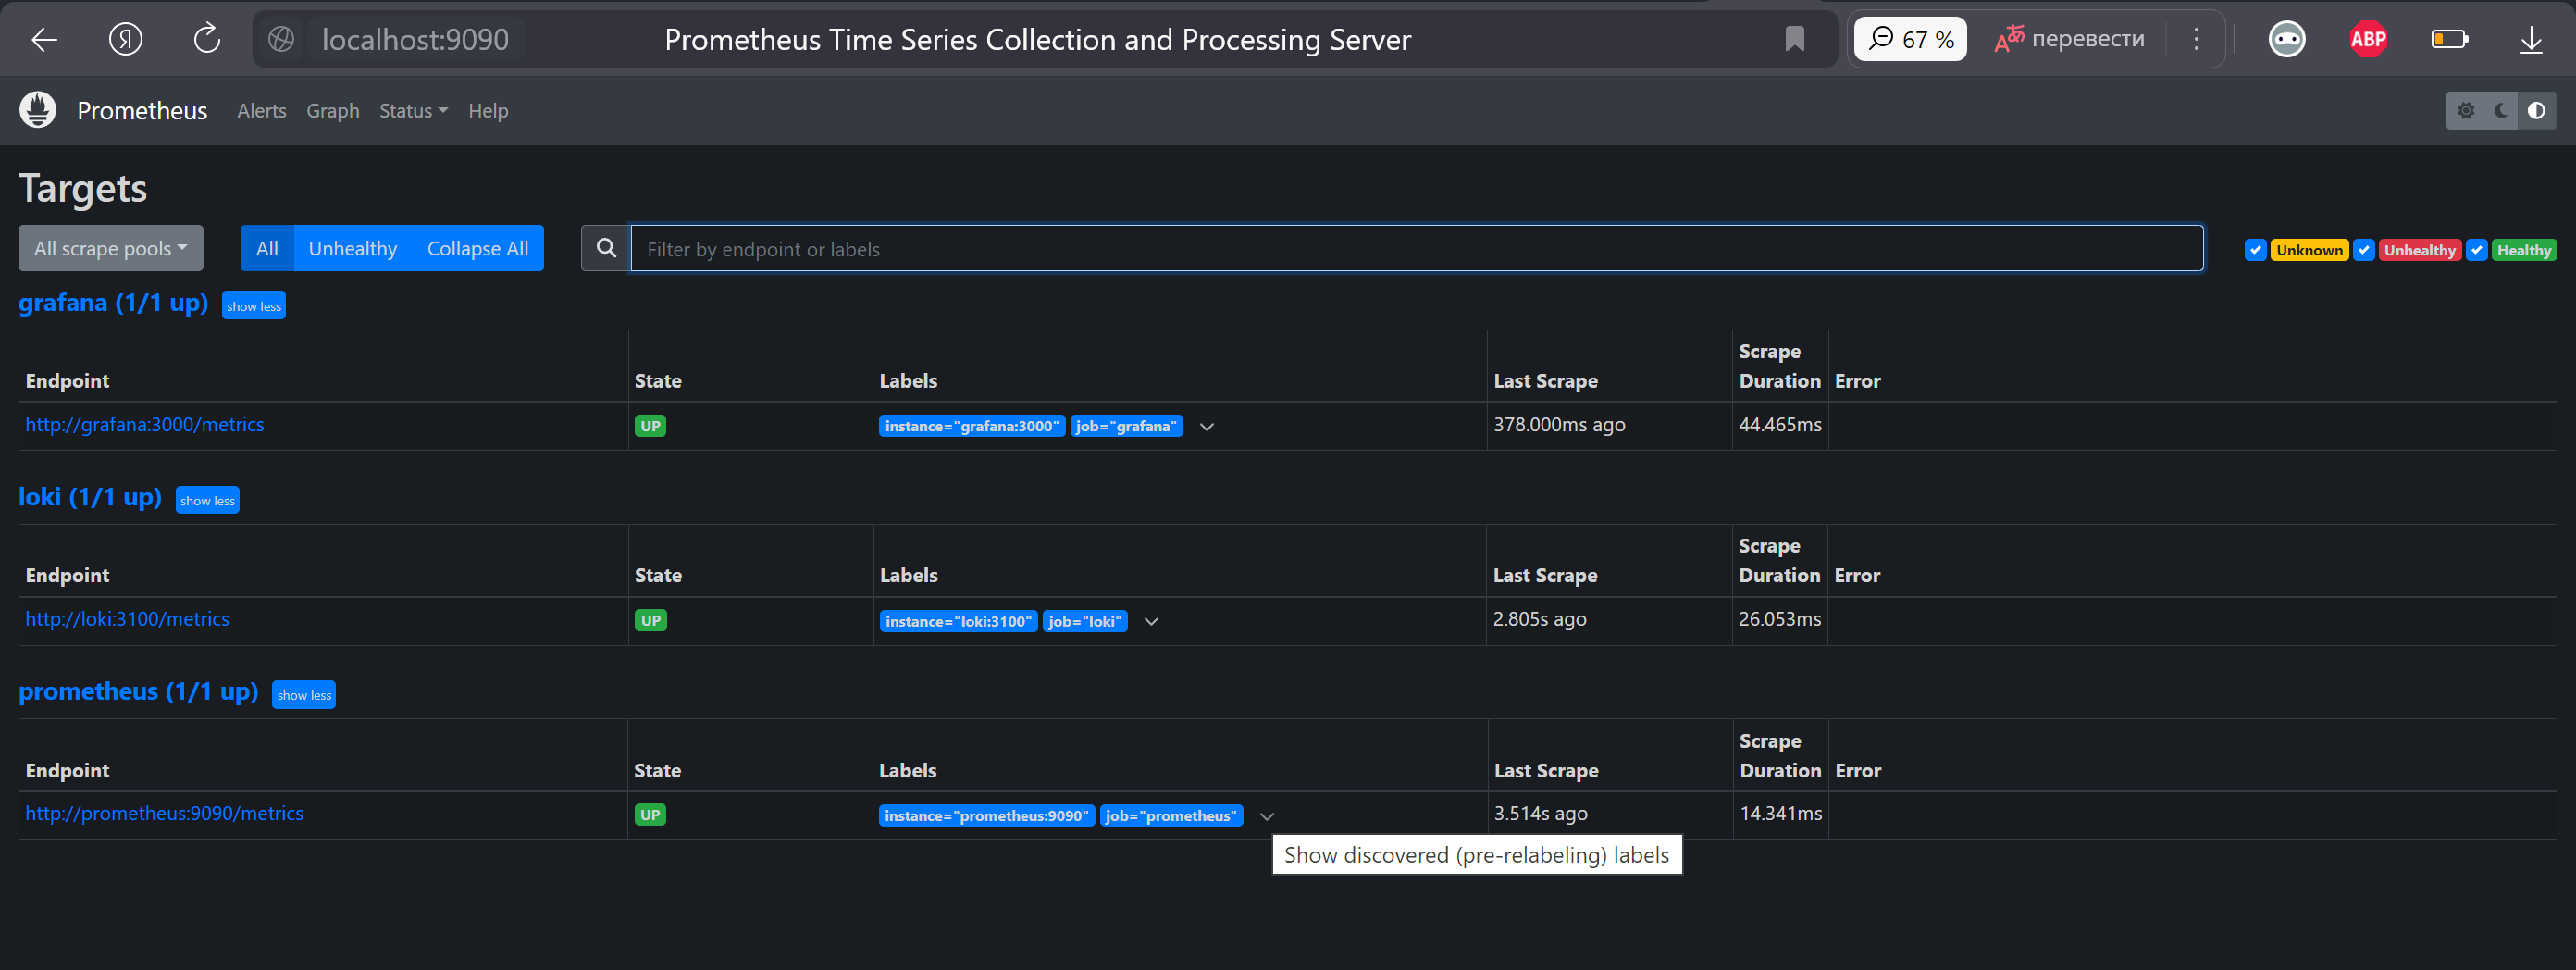 localhost:9090 Prometheus Time Series Collection and Processing Server 67 % перевести ABP
Prometheus Alerts Graph Status Help
Targets
All scrape pools All Unhealthy Collapse All Filter by endpoint or labels Unknown Unhealthy Healthy
grafana (1/1 up) show less
Endpoint State Labels Last Scrape Scrape Duration Error
http://grafana:3000/metrics UP instance="grafana:3000" job="grafana" 378.000ms ago 44.465ms
loki (1/1 up) show less
Endpoint State Labels Last Scrape Scrape Duration Error
http://loki:3100/metrics UP instance="loki:3100" job="loki" 2.805s ago 26.053ms
prometheus (1/1 up) show less
Endpoint State Labels Last Scrape Scrape Duration Error
http://prometheus:9090/metrics UP instance="prometheus:9090" job="prometheus" 3.514s ago 14.341ms
Show discovered (pre-relabeling) labels